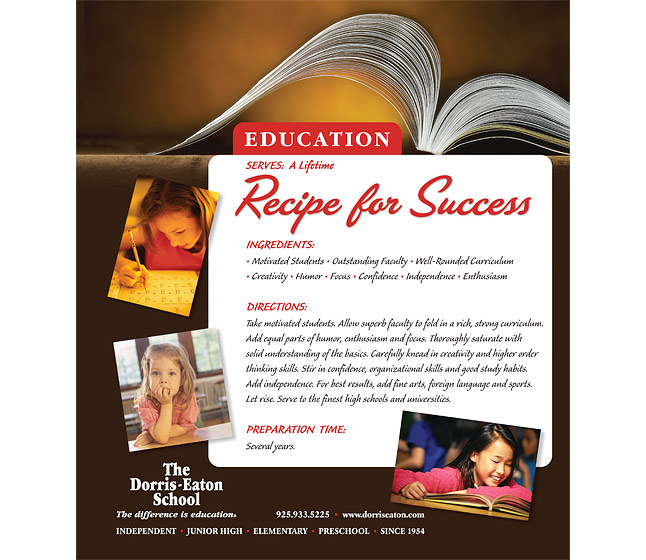 EDUCATION
SERVES: A Lifetime
Recipe for Success
INGREDIENTS:
• Motivated Students • Outstanding Faculty • Well-Rounded Curriculum
• Creativity • Humor • Focus • Confidence • Independence • Enthusiasm
DIRECTIONS:
Take motivated students. Allow superb faculty to fold in a rich, strong curriculum.
Add equal parts of humor, enthusiasm and focus. Thoroughly saturate with
solid understanding of the basics. Carefully knead in creativity and higher order
thinking skills. Stir in confidence, organizational skills and good study habits.
Add independence. For best results, add fine arts, foreign language and sports.
Let rise. Serve to the finest high schools and universities.
PREPARATION TIME:
Several years.
The
Dorris-Eaton
School
The difference is education.
925.933.5225 • www.dorriseaton.com
INDEPENDENT • JUNIOR HIGH • ELEMENTARY • PRESCHOOL • SINCE 1954